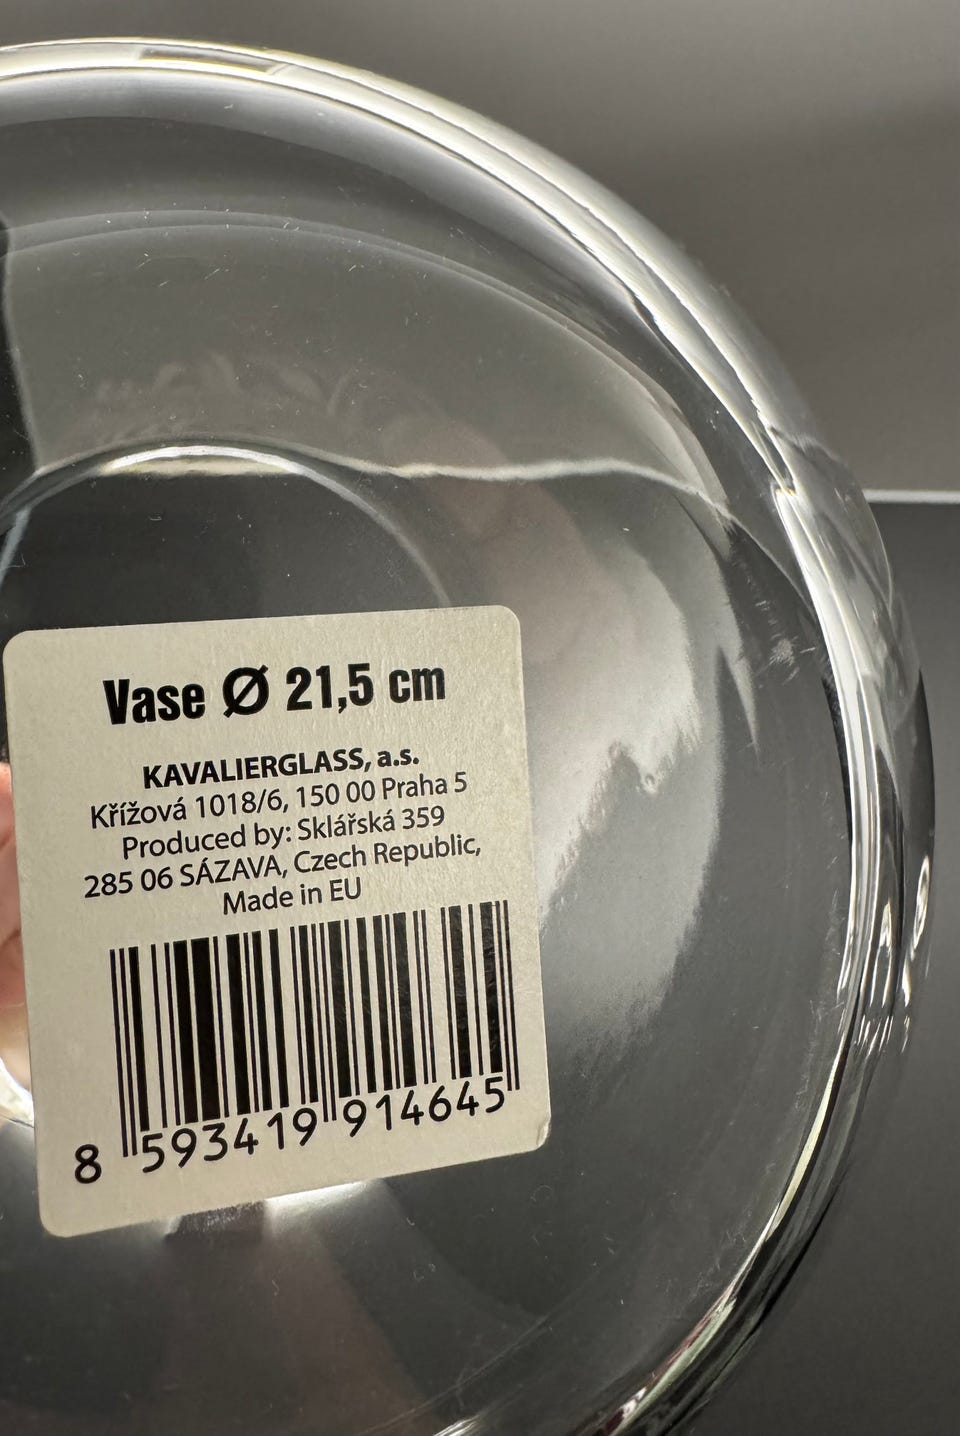 Vase Ø 21,5 cm
KAVALIERGLASS, a.s.
Křížová 1018/6, 150 00 Praha 5
Produced by: Sklářská 359
285 06 SÁZAVA, Czech Republic,
Made in EU
8 593419 914645